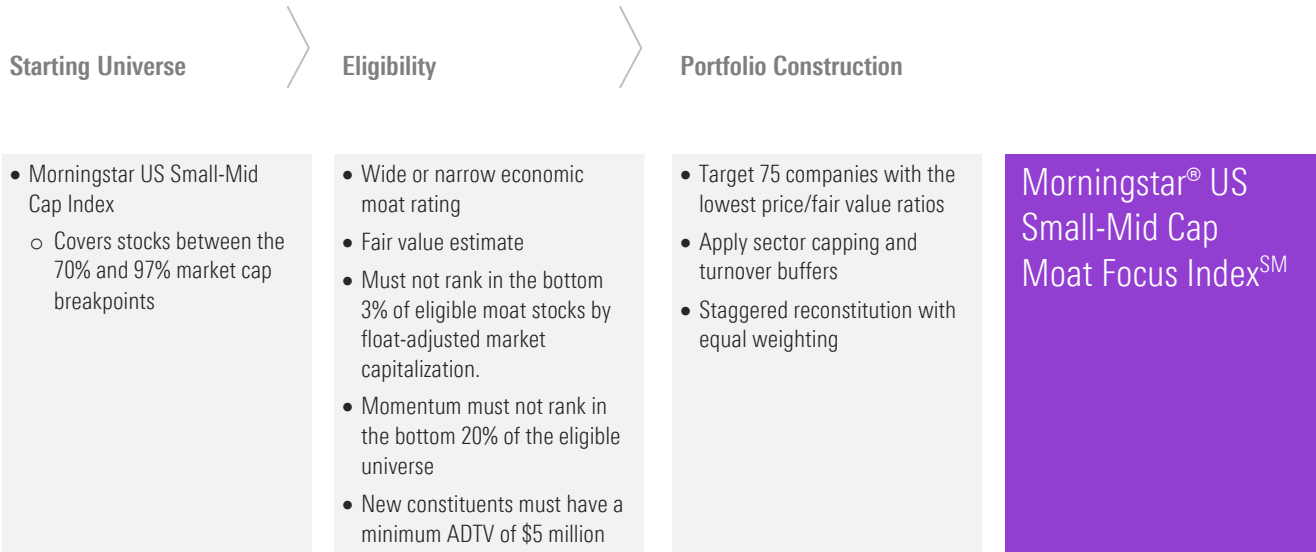 Starting Universe
Eligibility
Portfolio Construction
• Morningstar US Small-Mid
Cap Index
o Covers stocks between the
70% and 97% market cap
breakpoints
• Wide or narrow economic
moat rating
• Fair value estimate
• Must not rank in the bottom
3% of eligible moat stocks by
float-adjusted market
capitalization.
• Momentum must not rank in
the bottom 20% of the eligible
universe
• New constituents must have a
minimum ADTV of $5 million
• Target 75 companies with the
lowest price/fair value ratios
• Apply sector capping and
turnover buffers
• Staggered reconstitution with
equal weighting
Morningstar® US
Small-Mid Cap
Moat Focus Index℠